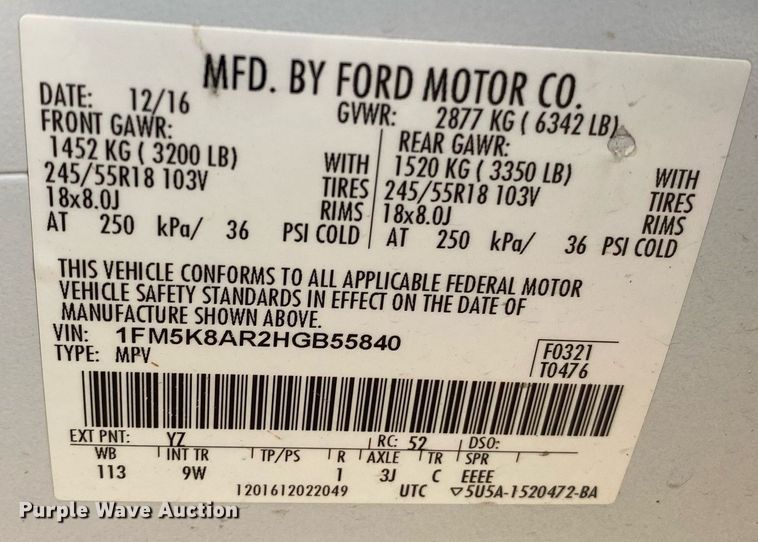 MFD. BY FORD MOTOR CO.
DATE: 12/16 GVWR: 2877 KG ( 6342 LB)
FRONT GAWR: REAR GAWR:
1452 KG ( 3200 LB) WITH 1520 KG ( 3350 LB) WITH
245/55R18 103V TIRES 245/55R18 103V TIRES
18x8.0J RIMS 18x8.0J RIMS
AT 250 kPa/ 36 PSI COLD AT 250 kPa/ 36 PSI COLD
THIS VEHICLE CONFORMS TO ALL APPLICABLE FEDERAL MOTOR
VEHICLE SAFETY STANDARDS IN EFFECT ON THE DATE OF
MANUFACTURE SHOWN ABOVE.
VIN: 1FM5K8AR2HGB55840
TYPE: MPV
F0321
T0476
EXT PNT: YZ RC: 52 DSO:
WB INT TR TP/PS R AXLE TR SPR
113 9W 1 3J C EEEE
1201612022049 UTC ▽5U5A-1520472-BA
Purple Wave Auction